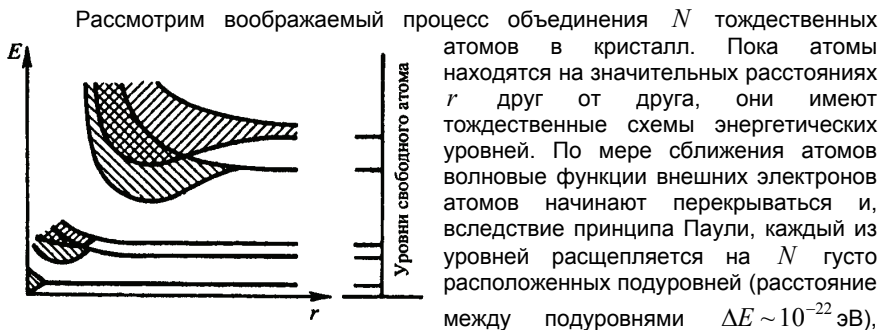 Рассмотрим воображаемый процесс объединения N тождественных
атомов в кристалл. Пока атомы
находятся на значительных расстояниях
r друг от друга, они имеют
тождественные схемы энергетических
уровней. По мере сближения атомов
волновые функции внешних электронов
атомов начинают перекрываться и,
вследствие принципа Паули, каждый из
уровней расщепляется на N густо
расположенных подуровней (расстояние
между подуровнями ΔE ~ 10⁻²² эВ),
E
r
Уровни свободного атома